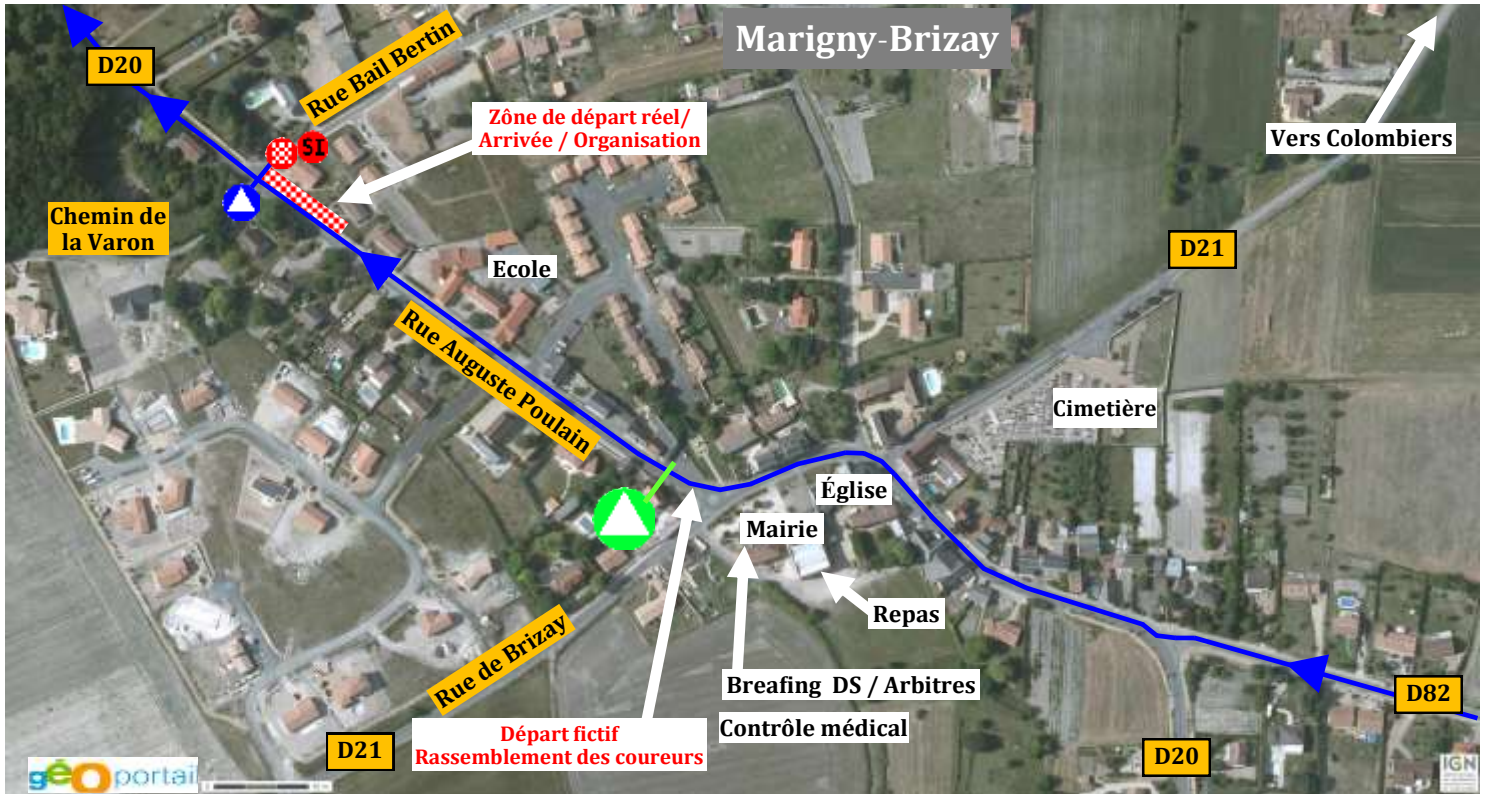 Marigny-Brizay
D20
Rue Bail Bertin
Zône de départ réel/
Arrivée / Organisation
SI
Vers Colombiers
Chemin de
la Varon
D21
Ecole
Rue Auguste Poulain
Cimetière
Église
Mairie
Repas
Rue de Brizay
Breafing DS / Arbitres
Contrôle médical
D82
Départ fictif
Rassemblement des coureurs
D21
D20
géoportail
IGN